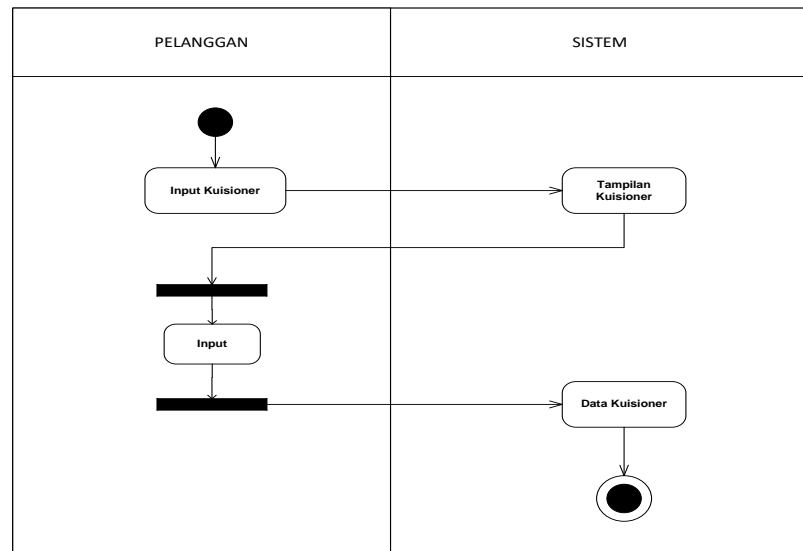 PELANGGAN
SISTEM
Input Kuisioner
Tampilan
Kuisioner
Input
Data Kuisioner